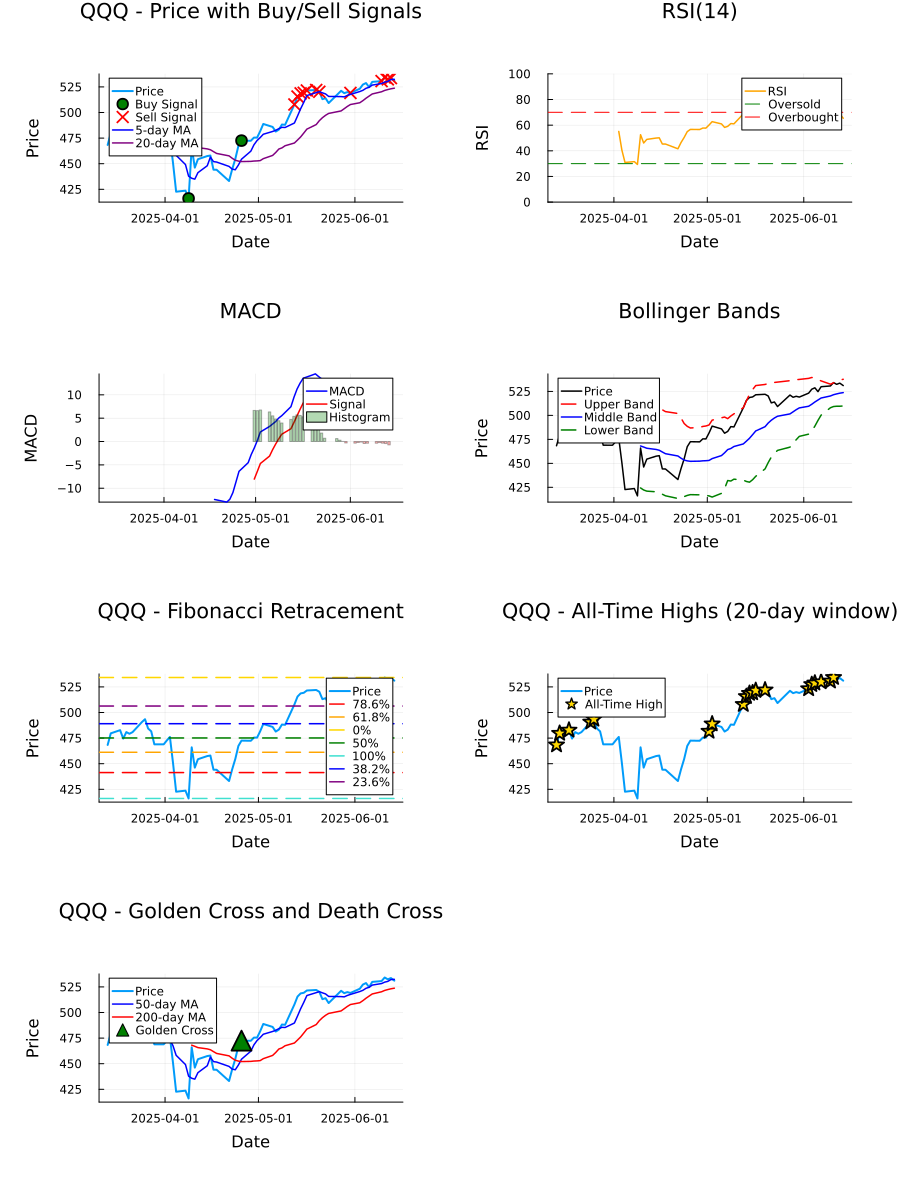 QQQ - Price with Buy/Sell Signals
Price
525
500
475
450
425
Price
Buy Signal
Sell Signal
5-day MA
20-day MA
2025-04-01
2025-05-01
2025-06-01
Date
RSI(14)
RSI
100
80
60
40
20
0
RSI
Oversold
Overbought
2025-04-01
2025-05-01
2025-06-01
Date
MACD
MACD
10
5
0
−5
−10
MACD
Signal
Histogram
2025-04-01
2025-05-01
2025-06-01
Date
Bollinger Bands
Price
525
500
475
450
425
Price
Upper Band
Middle Band
Lower Band
2025-04-01
2025-05-01
2025-06-01
Date
QQQ - Fibonacci Retracement
Price
525
500
475
450
425
Price
78.6%
61.8%
0%
50%
100%
38.2%
23.6%
2025-04-01
2025-05-01
2025-06-01
Date
QQQ - All-Time Highs (20-day window)
Price
525
500
475
450
425
Price
All-Time High
2025-04-01
2025-05-01
2025-06-01
Date
QQQ - Golden Cross and Death Cross
Price
525
500
475
450
425
Price
50-day MA
200-day MA
Golden Cross
2025-04-01
2025-05-01
2025-06-01
Date